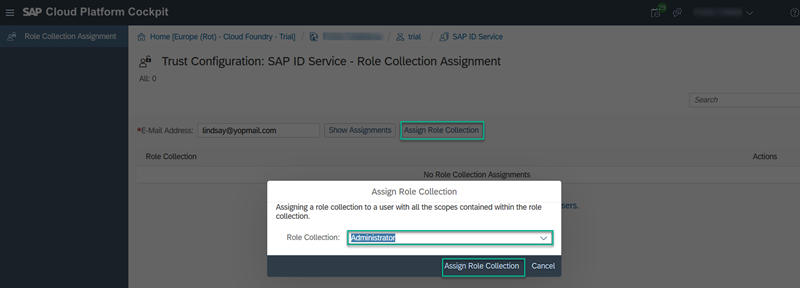 SAP Cloud Platform Cockpit
29
Role Collection Assignment
Home [Europe (Rot) - Cloud Foundry - Trial] / / trial / SAP ID Service
Trust Configuration: SAP ID Service - Role Collection Assignment
All: 0
Search
*E-Mail Address: lindsay@yopmail.com Show Assignments Assign Role Collection
Role Collection Actions
No Role Collection Assignments
sers.
Assign Role Collection
Assigning a role collection to a user with all the scopes contained within the role
collection.
Role Collection: Administrator
Assign Role Collection Cancel